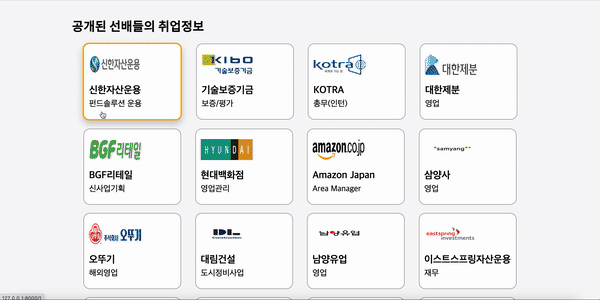 공개된 선배들의 취업정보
신한자산운용
신한자산운용
펀드솔루션 운용
KIBO
기술보증기금
기술보증기금
보증/평가
kotra
KOTRA
총무(인턴)
대한제분
대한제분
영업
BGF리테일
BGF리테일
신사업기획
HYUNDAI
현대백화점
영업관리
amazon.co.jp
Amazon Japan
Area Manager
samyang
삼양사
영업
주식회사 오뚜기
오뚜기
해외영업
DL
Construction
대림건설
도시정비사업
남양유업
남양유업
영업
eastspring
investments
이스트스프링자산운용
재무